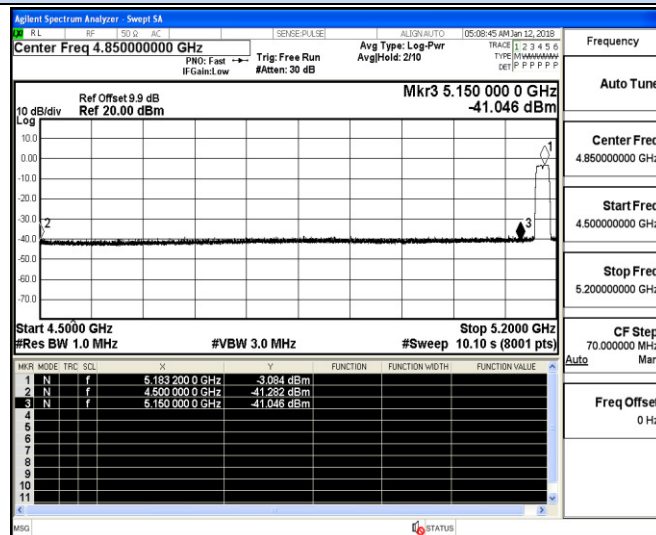 Agilent Spectrum Analyzer - Swept SA
RL RF 50 Ω AC SENSE:PULSE ALIGN AUTO 05:08:45 AM Jan 12, 2018
Center Freq 4.850000000 GHz
PNO: Fast
IFGain:Low
Trig: Free Run
#Atten: 30 dB
Avg Type: Log-Pwr
Avg|Hold: 2/10
TRACE 1 2 3 4 5 6
TYPE M
DET P P P P P P
Ref Offset 9.9 dB
10 dB/div Ref 20.00 dBm
Log
Mkr3 5.150 000 0 GHz
-41.046 dBm
10.0
0.00
-10.0
-20.0
-30.0
-40.0
-50.0
-60.0
-70.0
1
2
3
Start 4.5000 GHz Stop 5.2000 GHz
#Res BW 1.0 MHz #VBW 3.0 MHz #Sweep 10.10 s (8001 pts)
MKR MODE TRC SCL X Y FUNCTION FUNCTION WIDTH FUNCTION VALUE
1 N f 5.183 200 0 GHz -3.084 dBm
2 N f 4.500 000 0 GHz -41.282 dBm
3 N f 5.150 000 0 GHz -41.046 dBm
4
5
6
7
8
9
10
11
MSG STATUS
Frequency
Auto Tune
Center Freq
4.850000000 GHz
Start Freq
4.500000000 GHz
Stop Freq
5.200000000 GHz
CF Step
70.000000 MHz
Auto Man
Freq Offset
0 Hz